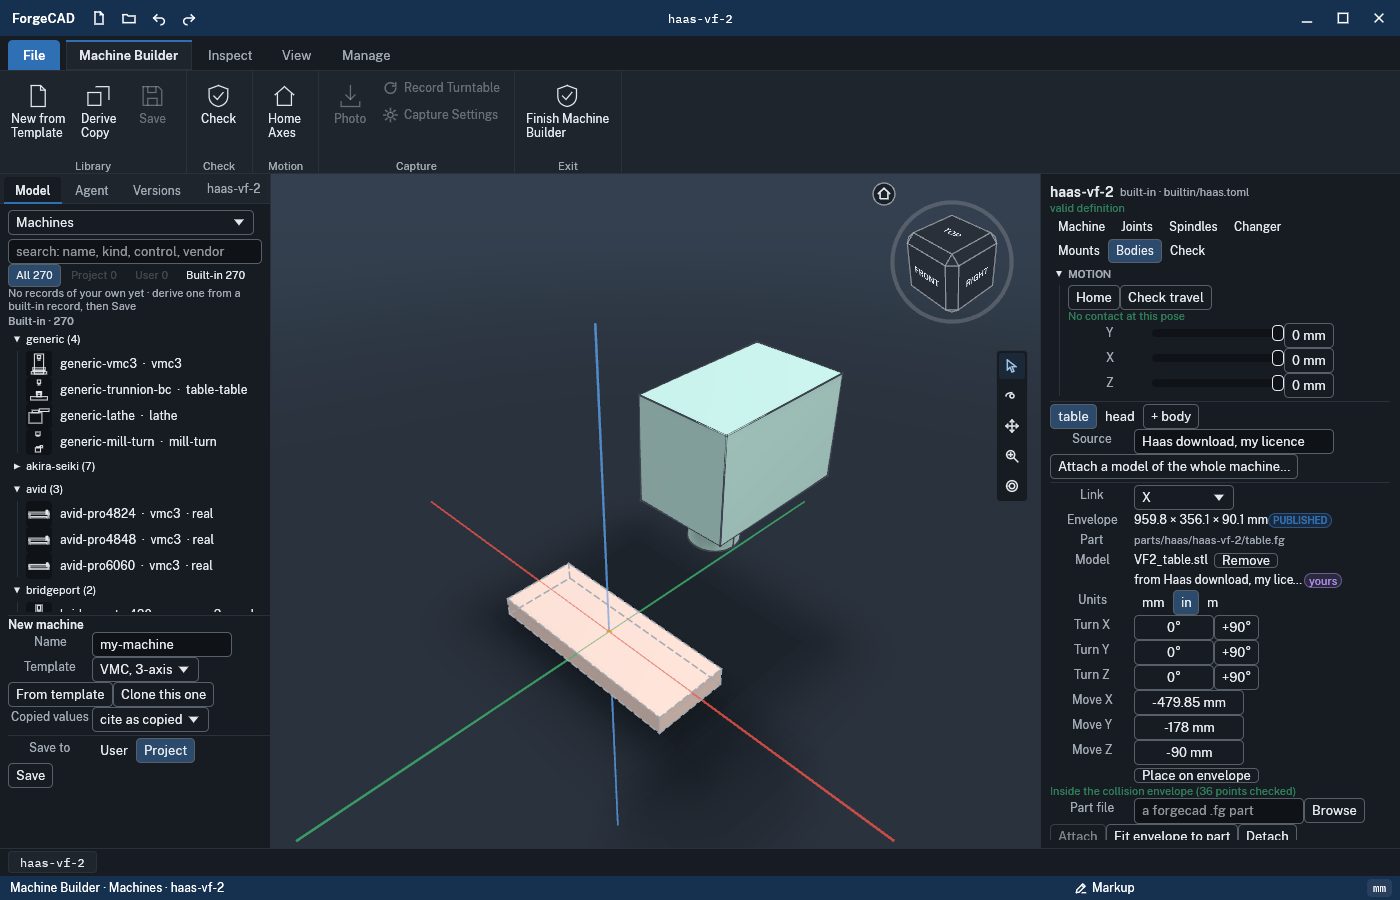 ForgeCAD
haas-vf-2
File
Machine Builder
Inspect
View
Manage
New from Template
Derive Copy
Save
Check
Home Axes
Photo
Record Turntable
Capture Settings
Finish Machine Builder
Library
Check
Motion
Capture
Exit
Model
Agent
Versions
haas-vf-2
Machines
search: name, kind, control, vendor
All 270
Project 0
User 0
Built-in 270
No records of your own yet · derive one from a
built-in record, then Save
Built-in · 270
generic (4)
generic-vmc3 · vmc3
generic-trunnion-bc · table-table
generic-lathe · lathe
generic-mill-turn · mill-turn
akira-seiki (7)
avid (3)
avid-pro4824 · vmc3 · real
avid-pro4848 · vmc3 · real
avid-pro6060 · vmc3 · real
bridgeport (2)
New machine
Name
my-machine
Template
VMC, 3-axis
From template
Clone this one
Copied values
cite as copied
Save to
User
Project
Save
TOP
FRONT
RIGHT
haas-vf-2 built-in · builtin/haas.toml
valid definition
Machine
Joints
Spindles
Changer
Mounts
Bodies
Check
MOTION
Home
Check travel
No contact at this pose
Y
0 mm
X
0 mm
Z
0 mm
table
head
+ body
Source
Haas download, my licence
Attach a model of the whole machine...
Link
X
Envelope
959.8 × 356.1 × 90.1 mm
PUBLISHED
Part
parts/haas/haas-vf-2/table.fg
Model
VF2_table.stl
Remove
from Haas download, my lice...
yours
Units
mm
in
m
Turn X
0°
+90°
Turn Y
0°
+90°
Turn Z
0°
+90°
Move X
-479.85 mm
Move Y
-178 mm
Move Z
-90 mm
Place on envelope
Inside the collision envelope (36 points checked)
Part file
a forgecad .fg part
Browse
Attach
Fit envelope to part
Detach
haas-vf-2
Machine Builder · Machines · haas-vf-2
Markup
mm